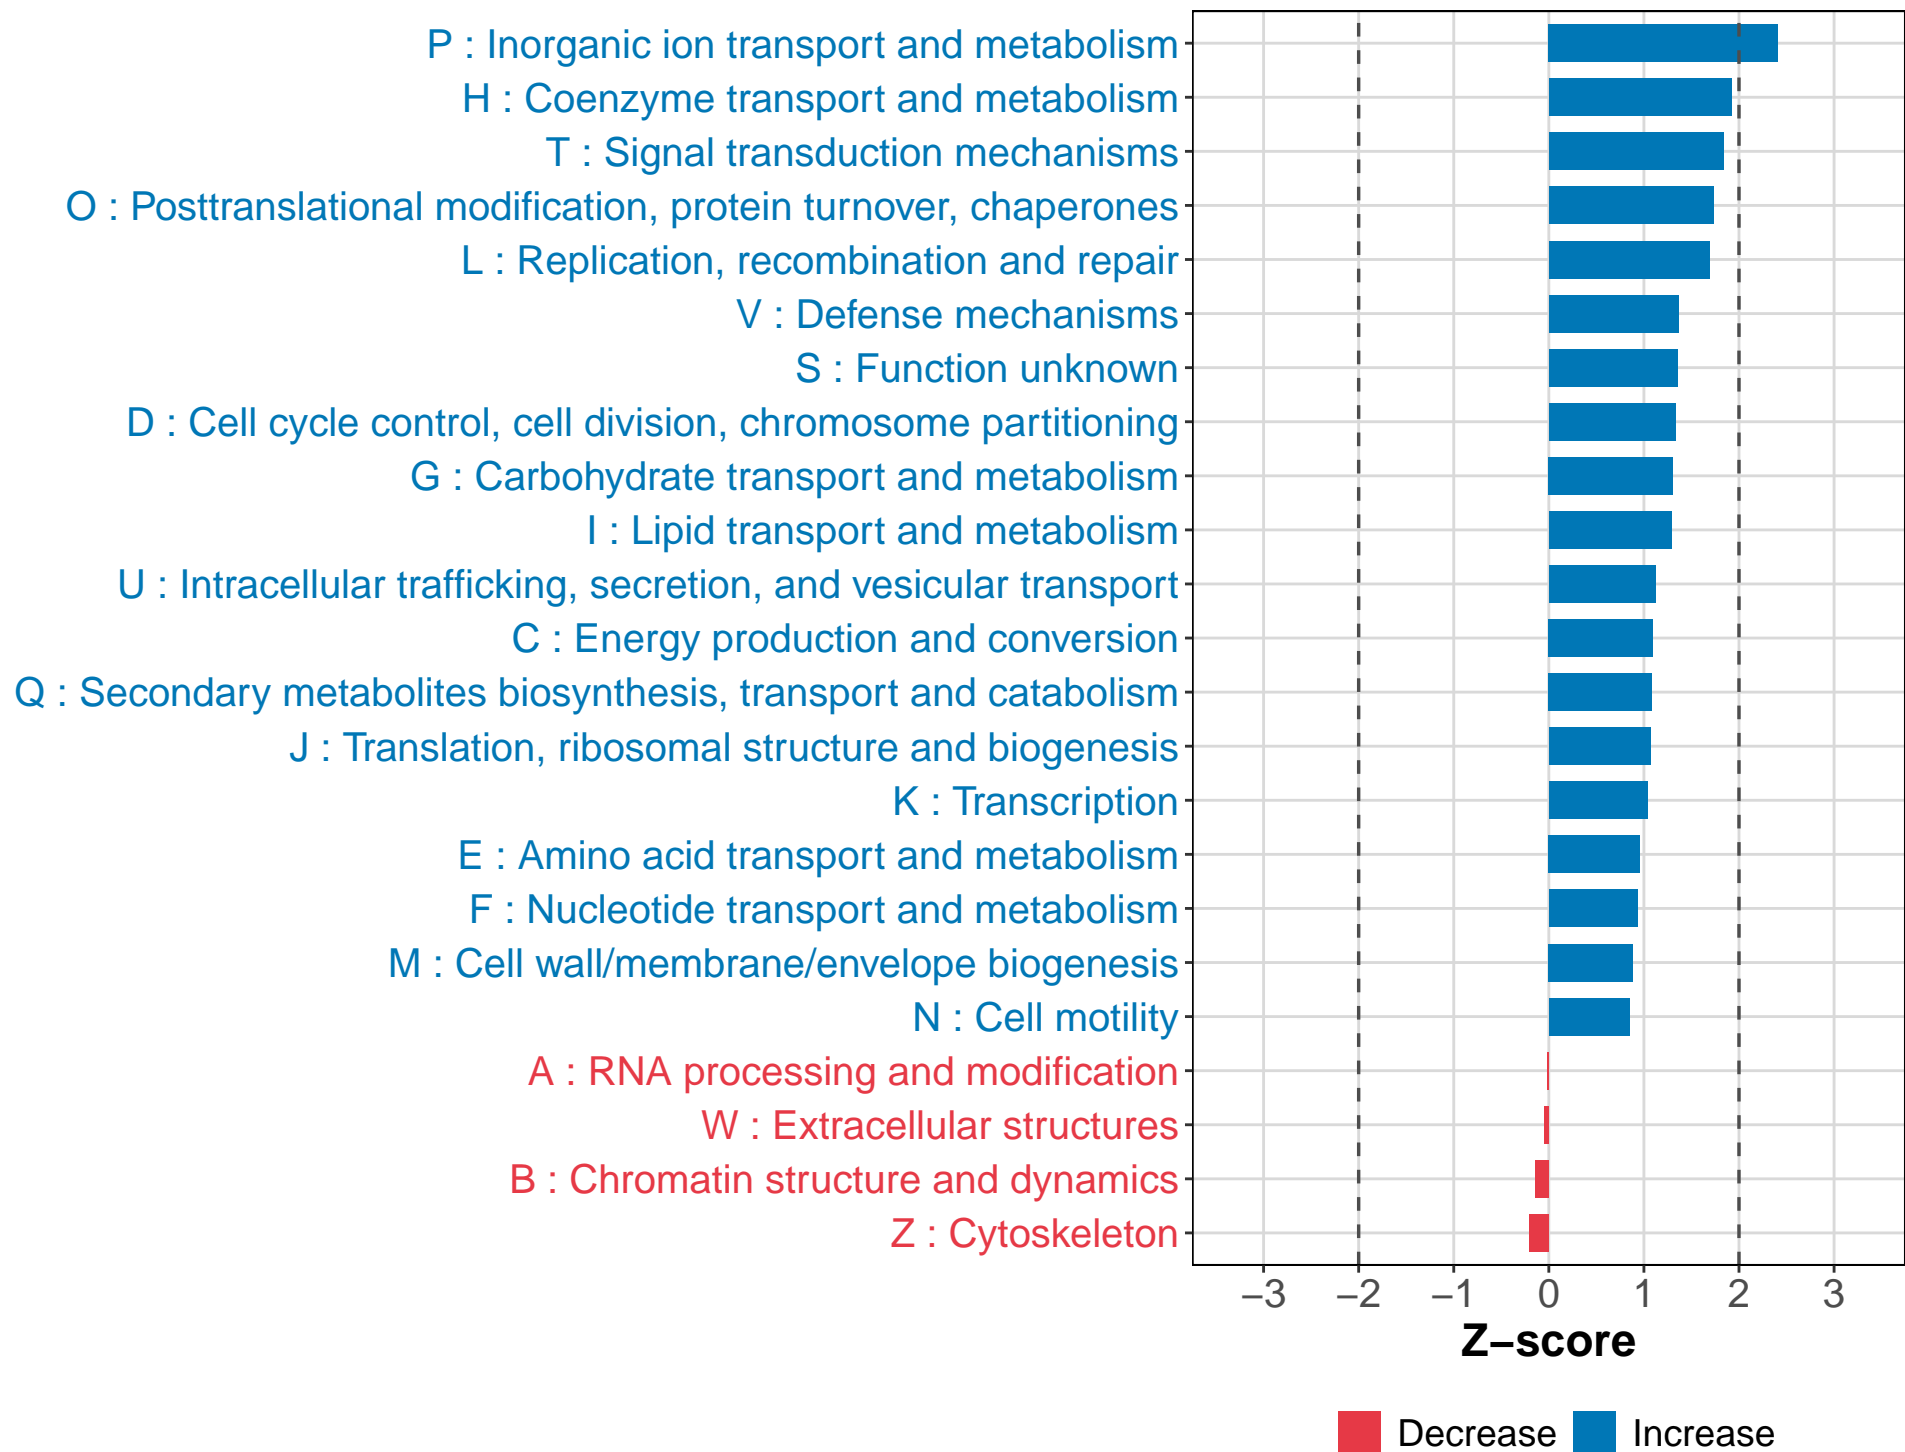 P : Inorganic ion transport and metabolism
H : Coenzyme transport and metabolism
T : Signal transduction mechanisms
O : Posttranslational modification, protein turnover, chaperones
L : Replication, recombination and repair
V : Defense mechanisms
S : Function unknown
D : Cell cycle control, cell division, chromosome partitioning
G : Carbohydrate transport and metabolism
I : Lipid transport and metabolism
U : Intracellular trafficking, secretion, and vesicular transport
C : Energy production and conversion
Q : Secondary metabolites biosynthesis, transport and catabolism
J : Translation, ribosomal structure and biogenesis
K : Transcription
E : Amino acid transport and metabolism
F : Nucleotide transport and metabolism
M : Cell wall/membrane/envelope biogenesis
N : Cell motility
A : RNA processing and modification
W : Extracellular structures
B : Chromatin structure and dynamics
Z : Cytoskeleton
−3 −2 −1 0 1 2 3
Z−score
Decrease Increase